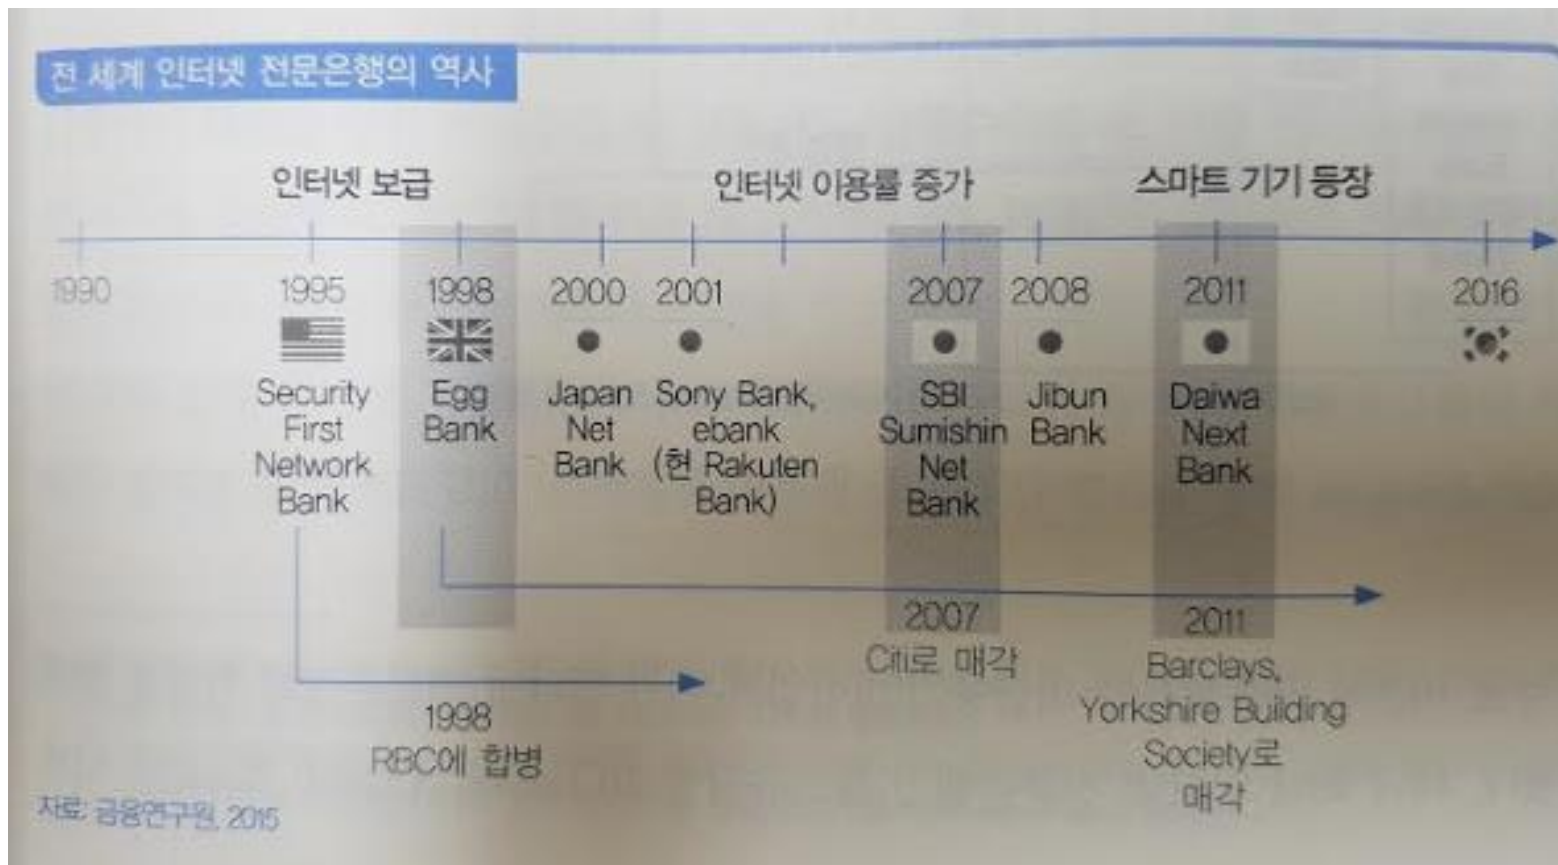 전 세계 인터넷 전문은행의 역사
인터넷 보급
인터넷 이용률 증가
스마트 기기 등장
1990
1995
1998
2000
2001
2007
2008
2011
2016
Security
First
Network
Bank
Egg
Bank
Japan
Net
Bank
Sony Bank,
ebank
(현 Rakuten
Bank)
SBI
Sumishin
Net
Bank
Jibun
Bank
Daiwa
Next
Bank
2007
Citi로 매각
2011
Barclays,
Yorkshire Building
Society로
매각
1998
RBC에 합병
자료: 금융연구원, 2015